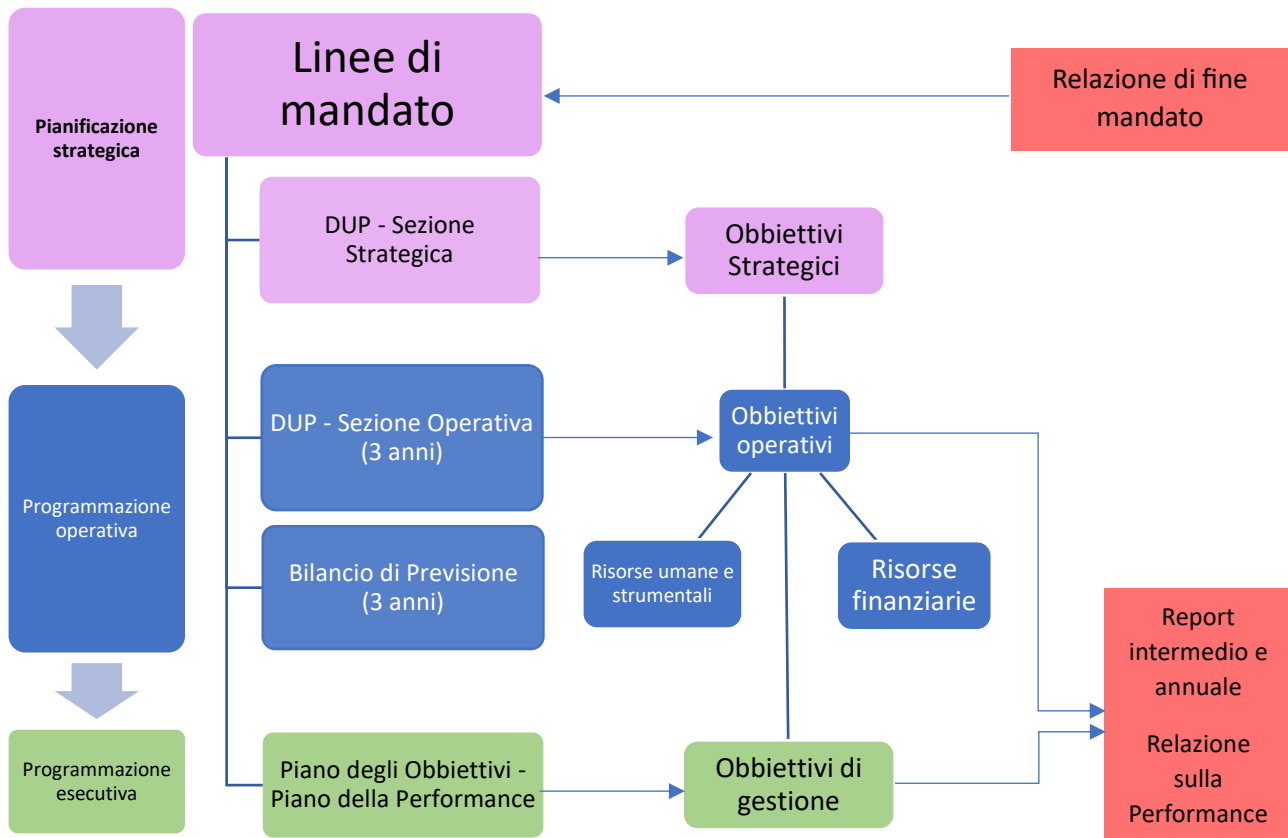 Linee di
mandato
Relazione di fine
mandato
Pianificazione
strategica
DUP - Sezione
Strategica
Obbiettivi
Strategici
DUP - Sezione Operativa
(3 anni)
Obbiettivi
operativi
Programmazione
operativa
Bilancio di Previsione
(3 anni)
Risorse umane e
strumentali
Risorse
finanziarie
Report
intermedio e
annuale
Relazione
sulla
Performance
Programmazione
esecutiva
Piano degli Obbiettivi -
Piano della Performance
Obbiettivi di
gestione